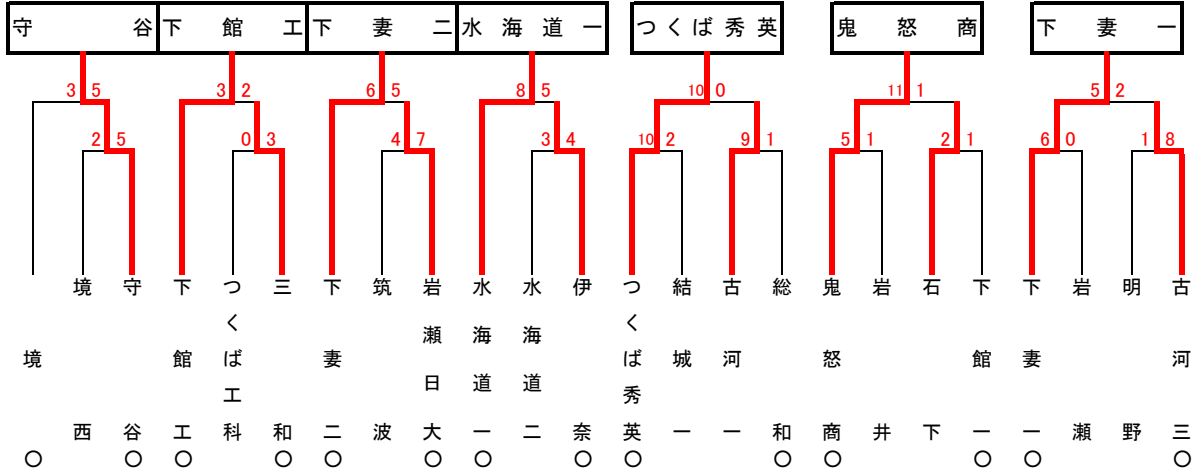 守谷 下館工 下妻二 水海道一 つくば秀英 鬼怒商 下妻一
3 5 3 2 6 5 8 5 10 0 11 1 5 2
2 5 0 3 4 7 3 4 10 2 9 1 5 1 2 1 6 0 1 8
境
境西
守谷
下館工
つくば工科
三和
下妻二
筑波
岩瀬日大
水海道一
水海道二
伊奈
つくば秀英
結城一
古河一
総和
鬼怒商
岩井
石下
下館一
下妻一
岩瀬
明野
古河三
○ ○ ○ ○ ○ ○ ○ ○ ○ ○ ○ ○ ○ ○